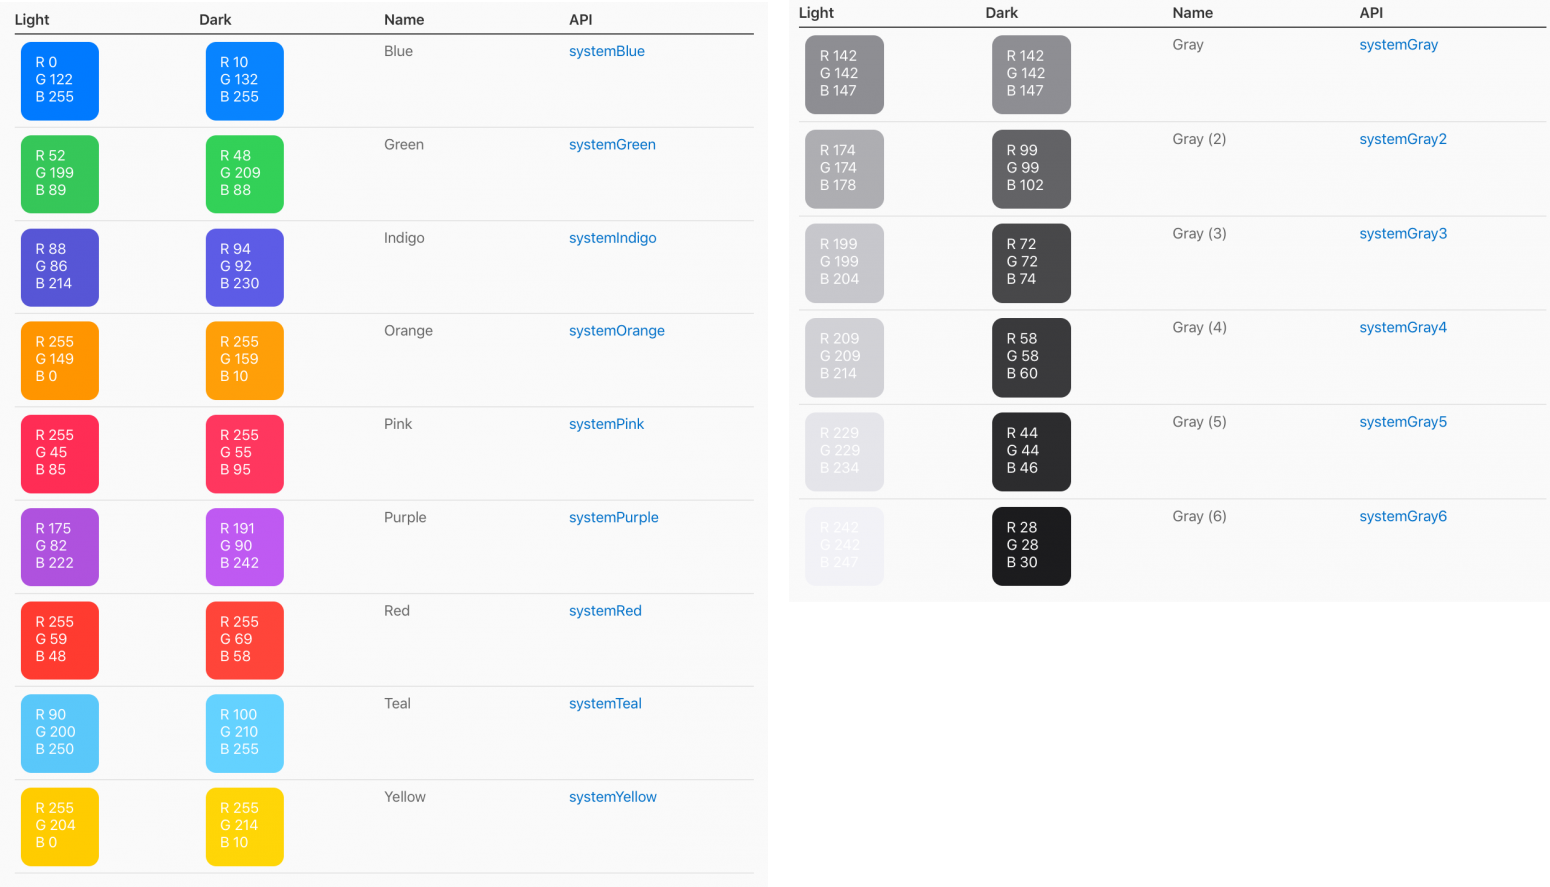 Light Dark Name API
R 0 R 10 Blue systemBlue
G 122 G 132
B 255 B 255
R 52 R 48 Green systemGreen
G 199 G 209
B 89 B 88
R 88 R 94 Indigo systemIndigo
G 86 G 92
B 214 B 230
R 255 R 255 Orange systemOrange
G 149 G 159
B 0 B 10
R 255 R 255 Pink systemPink
G 45 G 55
B 85 B 95
R 175 R 191 Purple systemPurple
G 82 G 90
B 222 B 242
R 255 R 255 Red systemRed
G 59 G 69
B 48 B 58
R 90 R 100 Teal systemTeal
G 200 G 210
B 250 B 255
R 255 R 255 Yellow systemYellow
G 204 G 214
B 0 B 10
Light Dark Name API
R 142 R 142 Gray systemGray
G 142 G 142
B 147 B 147
R 174 R 99 Gray (2) systemGray2
G 174 G 99
B 178 B 102
R 199 R 72 Gray (3) systemGray3
G 199 G 72
B 204 B 74
R 209 R 58 Gray (4) systemGray4
G 209 G 58
B 214 B 60
R 229 R 44 Gray (5) systemGray5
G 229 G 44
B 234 B 46
R 242 R 28 Gray (6) systemGray6
G 242 G 28
B 247 B 30